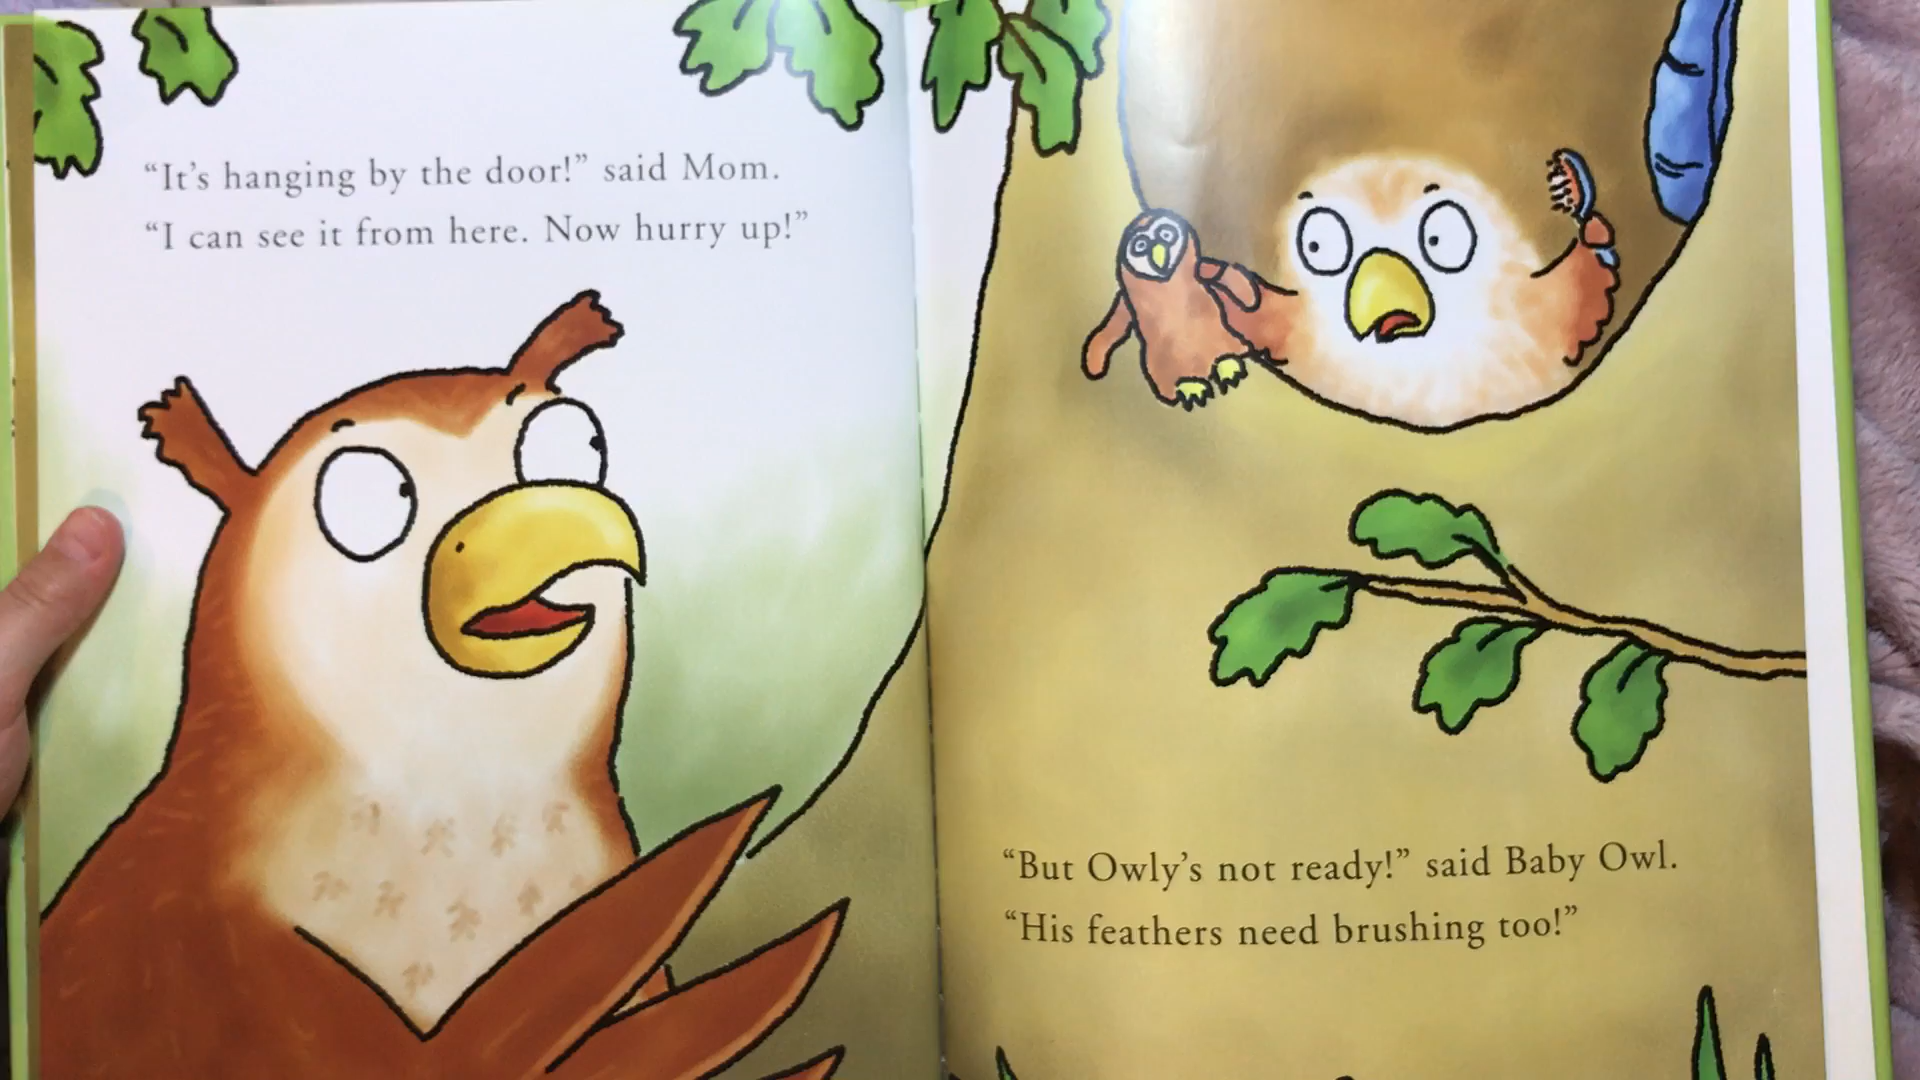 “It’s hanging by the door!” said Mom.
“I can see it from here. Now hurry up!”
“But Owly’s not ready!” said Baby Owl.
“His feathers need brushing too!”